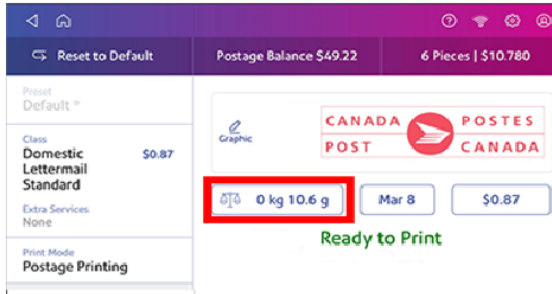 Reset to Default
Postage Balance $49.22
6 Pieces | $10.780
Preset
Default *
Class
Domestic Lettermail Standard
$0.87
Extra Services
None
Print Mode
Postage Printing
Graphic
CANADA POST
POSTES CANADA
0 kg 10.6 g
Mar 8
$0.87
Ready to Print